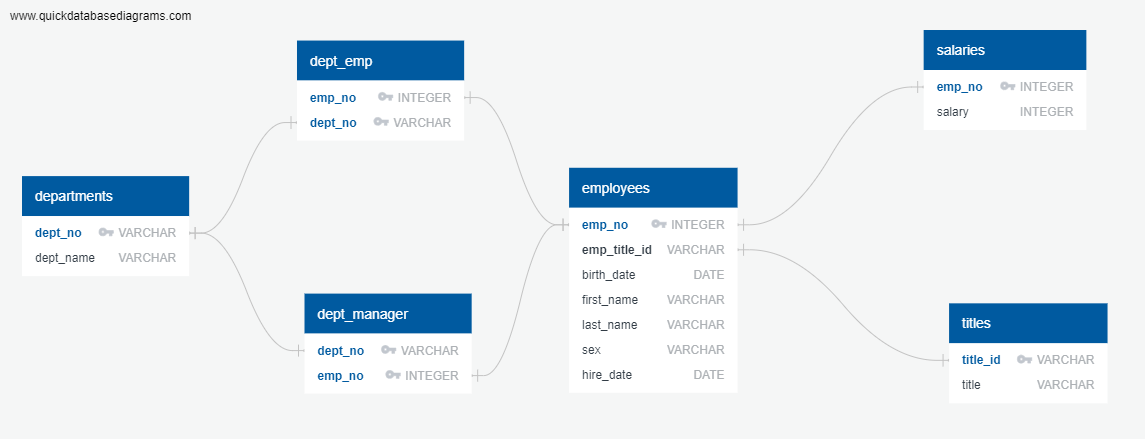 www.quickdatabasediagrams.com
dept_emp
emp_no INTEGER
dept_no VARCHAR
departments
dept_no VARCHAR
dept_name VARCHAR
dept_manager
dept_no VARCHAR
emp_no INTEGER
employees
emp_no INTEGER
emp_title_id VARCHAR
birth_date DATE
first_name VARCHAR
last_name VARCHAR
sex VARCHAR
hire_date DATE
salaries
emp_no INTEGER
salary INTEGER
titles
title_id VARCHAR
title VARCHAR